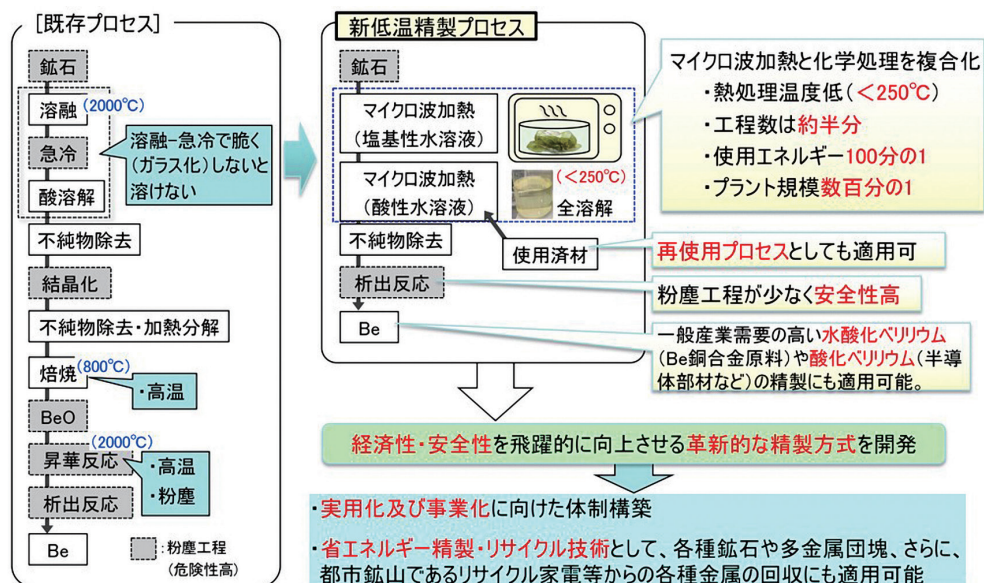 [既存プロセス]
鉱石
溶融
(2000℃)
急冷
酸溶解
溶融-急冷で脆く
(ガラス化)しないと
溶けない
不純物除去
結晶化
不純物除去・加熱分解
(800℃)
焙焼
・高温
BeO
(2000℃)
昇華反応
・高温
・粉塵
析出反応
Be
:粉塵工程
(危険性高)
新低温精製プロセス
鉱石
マイクロ波加熱
(塩基性水溶液)
マイクロ波加熱
(酸性水溶液)
(<250℃)
全溶解
不純物除去
使用済材
析出反応
Be
マイクロ波加熱と化学処理を複合化
・熱処理温度低(<250℃)
・工程数は約半分
・使用エネルギー100分の1
・プラント規模数百分の1
再使用プロセスとしても適用可
粉塵工程が少なく安全性高
一般産業需要の高い水酸化ベリリウム
(Be銅合金原料)や酸化ベリリウム(半導
体部材など)の精製にも適用可能。
経済性・安全性を飛躍的に向上させる革新的な精製方式を開発
・実用化及び事業化に向けた体制構築
・省エネルギー精製・リサイクル技術として、各種鉱石や多金属団塊、さらに、
都市鉱山であるリサイクル家電等からの各種金属の回収にも適用可能